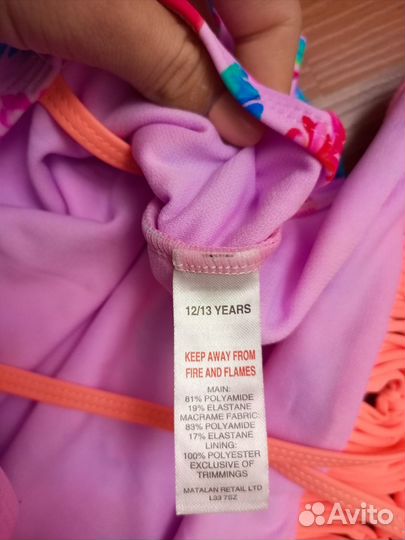 12/13 YEARS
KEEP AWAY FROM
FIRE AND FLAMES
MAIN:
81% POLYAMIDE
19% ELASTANE
MACRAME FABRIC:
83% POLYAMIDE
17% ELASTANE
LINING:
100% POLYESTER
EXCLUSIVE OF
TRIMMINGS
MATALAN RETAIL LTD
L33 7SZ
Avito